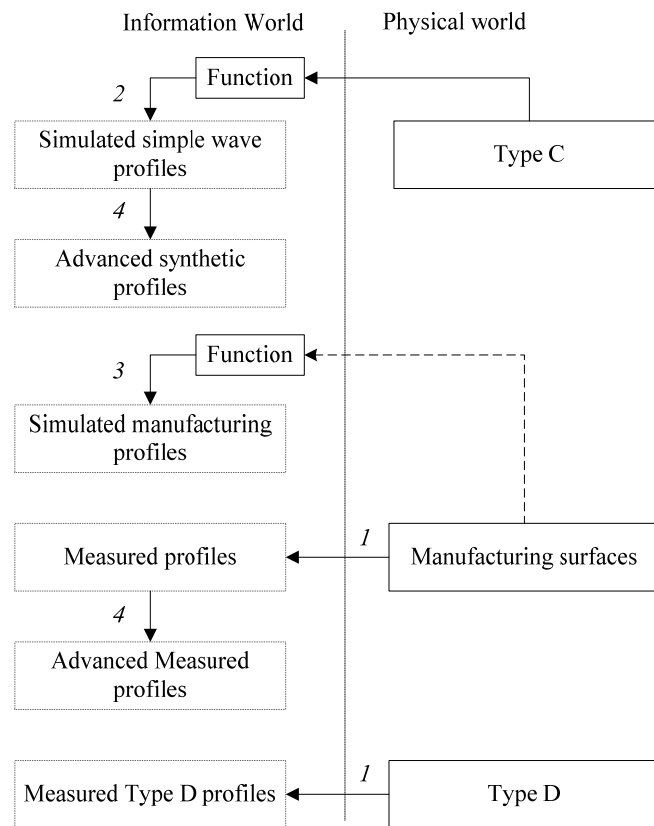 Information World
Physical world
Function
2
Simulated simple wave
profiles
Type C
4
Advanced synthetic
profiles
Function
3
Simulated manufacturing
profiles
Measured profiles
1
Manufacturing surfaces
4
Advanced Measured
profiles
Measured Type D profiles
1
Type D